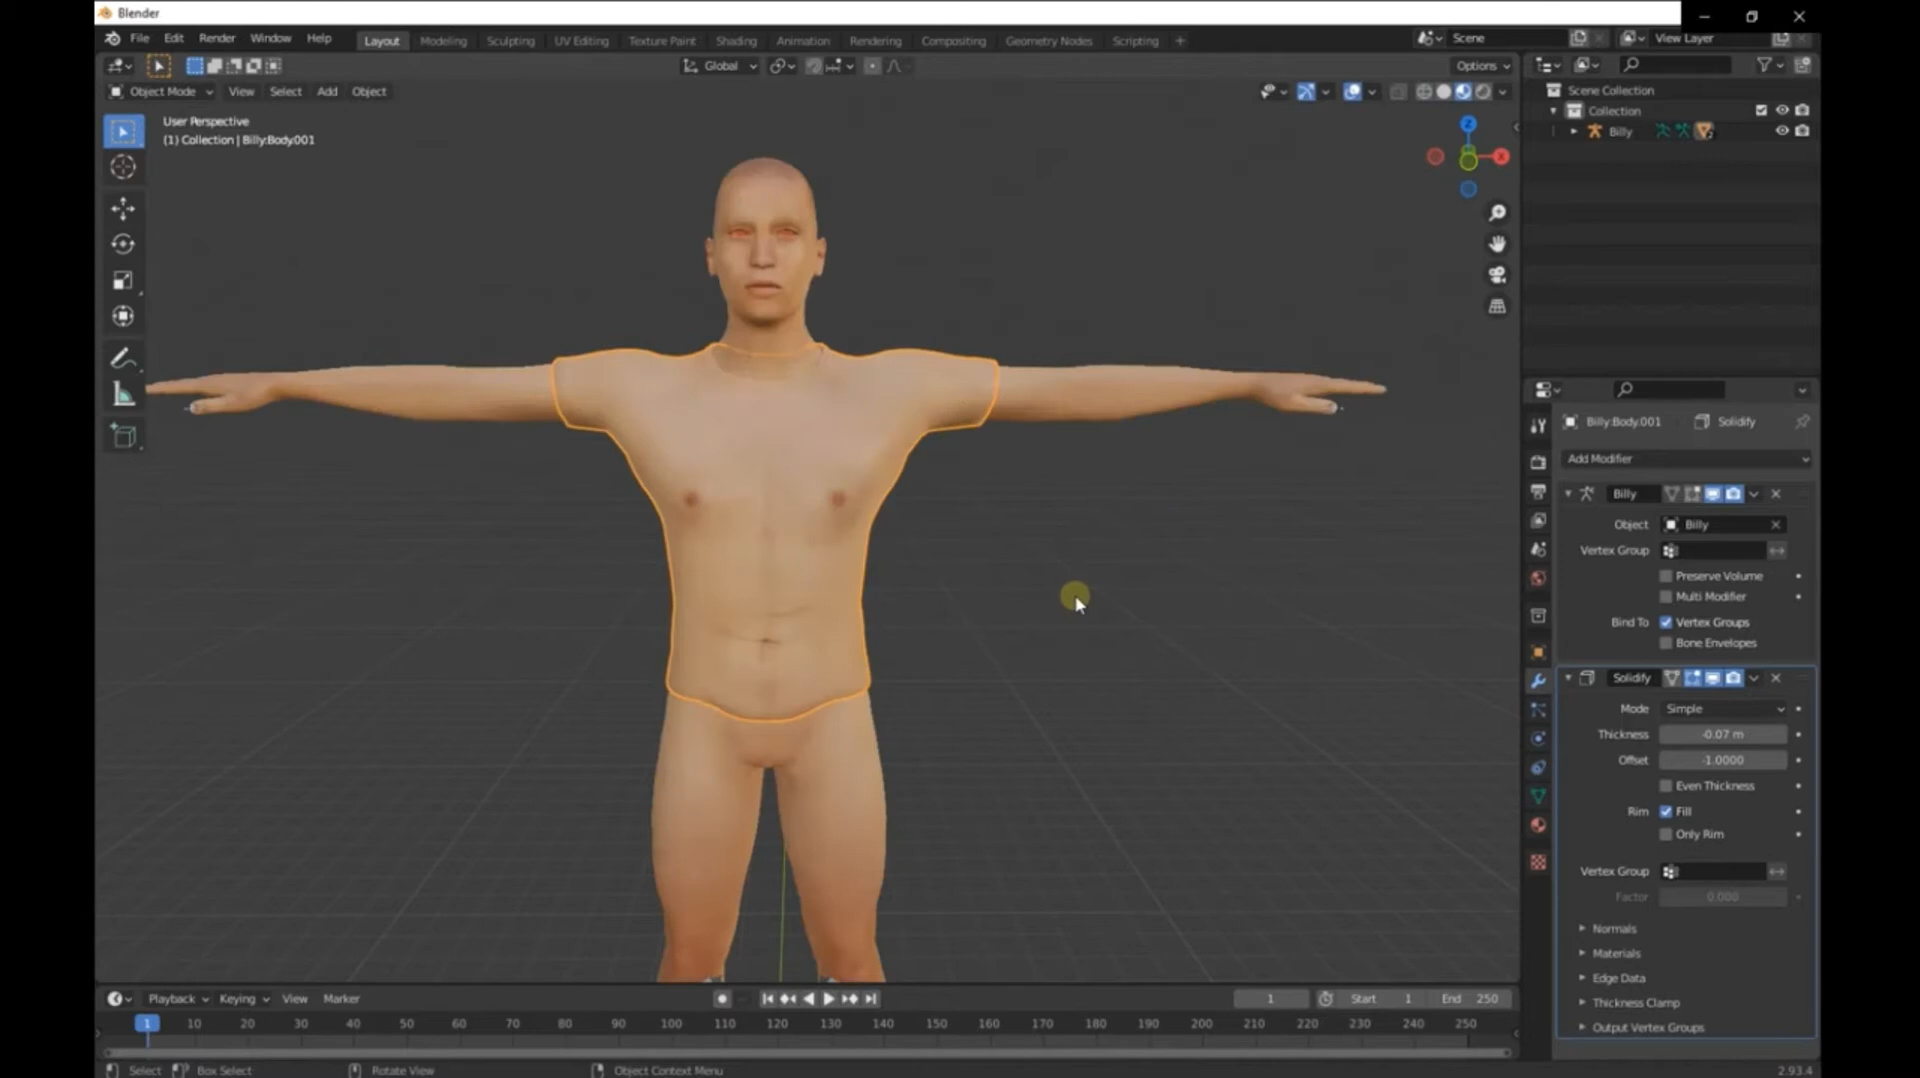 Blender
File Edit Render Window Help Layout Modeling Sculpting UV Editing Texture Paint Shading Animation Rendering Compositing Geometry Nodes Scripting + Scene View Layer
Global Options
Object Mode View Select Add Object
User Perspective
(1) Collection | Billy:Body.001
Z
X
Scene Collection
Collection
Billy
2
Billy:Body.001 Solidify
Add Modifier
Billy
Object Billy
Vertex Group
Preserve Volume
Multi Modifier
Bind To Vertex Groups
Bone Envelopes
Solidify
Mode Simple
Thickness -0.07 m
Offset -1.0000
Even Thickness
Rim Fill
Only Rim
Vertex Group
Factor 0.000
Normals
Materials
Edge Data
Thickness Clamp
Output Vertex Groups
Playback Keying View Marker 1 Start 1 End 250
1 10 20 30 40 50 60 70 80 90 100 110 120 130 140 150 160 170 180 190 200 210 220 230 240 250
Select Box Select Rotate View Object Context Menu 2.93.4